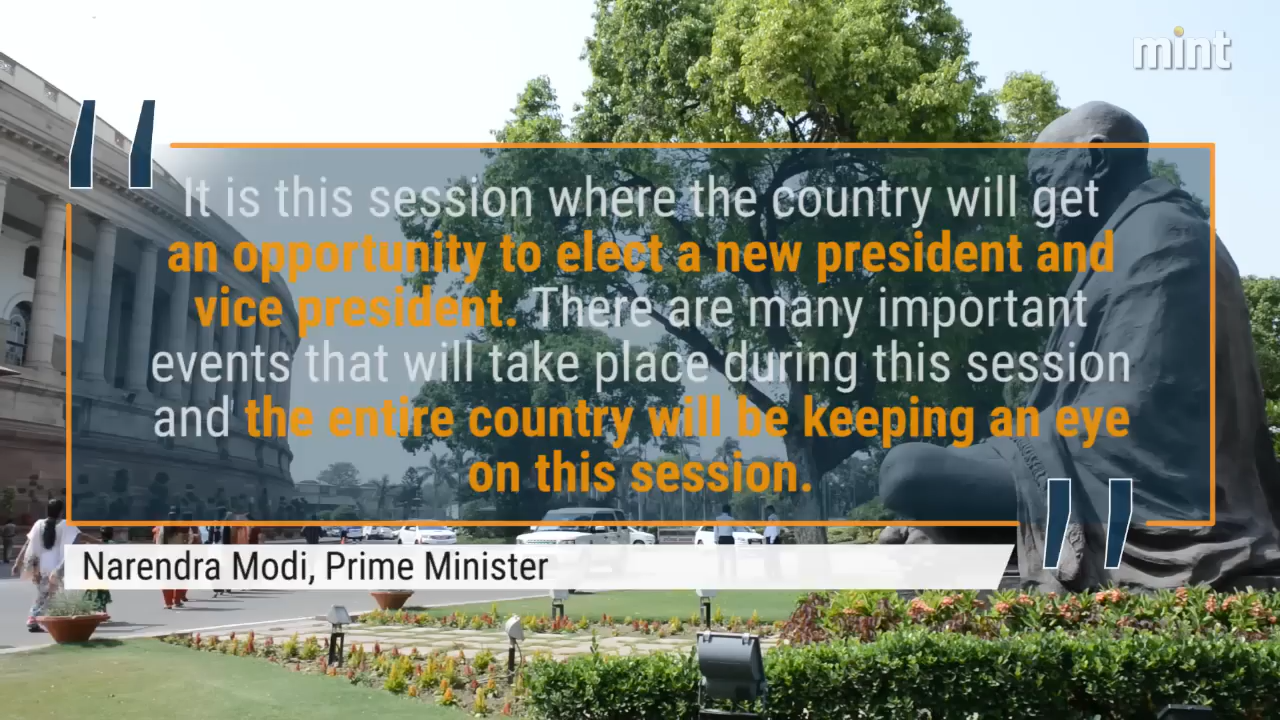 mint
"
It is this session where the country will get
an opportunity to elect a new president and
vice president. There are many important
events that will take place during this session
and the entire country will be keeping an eye
on this session.
"
Narendra Modi, Prime Minister